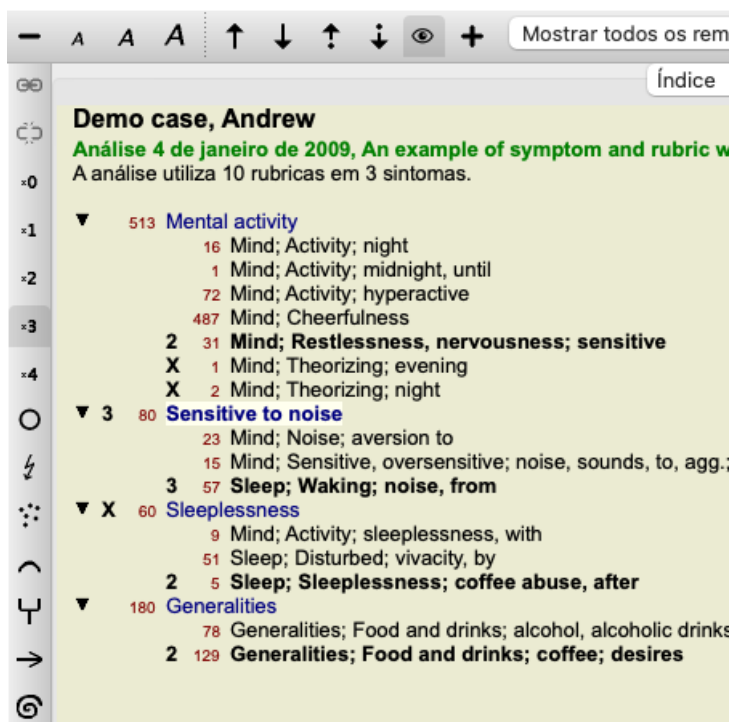 A A A Mostrar todos os rem
Índice
Demo case, Andrew
Análise 4 de janeiro de 2009, An example of symptom and rubric w
A análise utiliza 10 rubricas em 3 sintomas.
513 Mental activity
16 Mind; Activity; night
1 Mind; Activity; midnight, until
72 Mind; Activity; hyperactive
487 Mind; Cheerfulness
2 31 Mind; Restlessness, nervousness; sensitive
X 1 Mind; Theorizing; evening
X 2 Mind; Theorizing; night
3 80 Sensitive to noise
23 Mind; Noise; aversion to
15 Mind; Sensitive, oversensitive; noise, sounds, to, agg.;
3 57 Sleep; Waking; noise, from
X 60 Sleeplessness
9 Mind; Activity; sleeplessness, with
51 Sleep; Disturbed; vivacity, by
2 5 Sleep; Sleeplessness; coffee abuse, after
180 Generalities
78 Generalities; Food and drinks; alcohol, alcoholic drinks
2 129 Generalities; Food and drinks; coffee; desires
×0
×1
×2
×3
×4